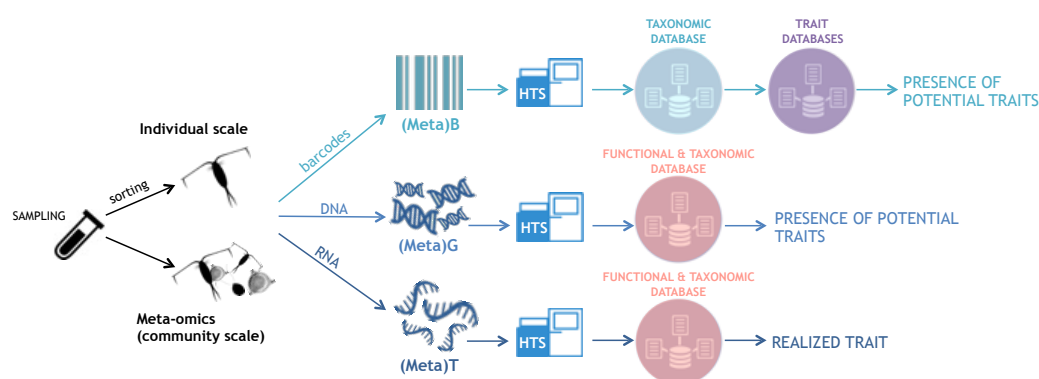 SAMPLING
sorting
Individual scale
Meta-omics
(community scale)
barcodes
(Meta)B
HTS
TAXONOMIC
DATABASE
TRAIT
DATABASES
PRESENCE OF
POTENTIAL TRAITS
DNA
(Meta)G
HTS
FUNCTIONAL & TAXONOMIC
DATABASE
PRESENCE OF POTENTIAL
TRAITS
RNA
(Meta)T
HTS
FUNCTIONAL & TAXONOMIC
DATABASE
REALIZED TRAIT